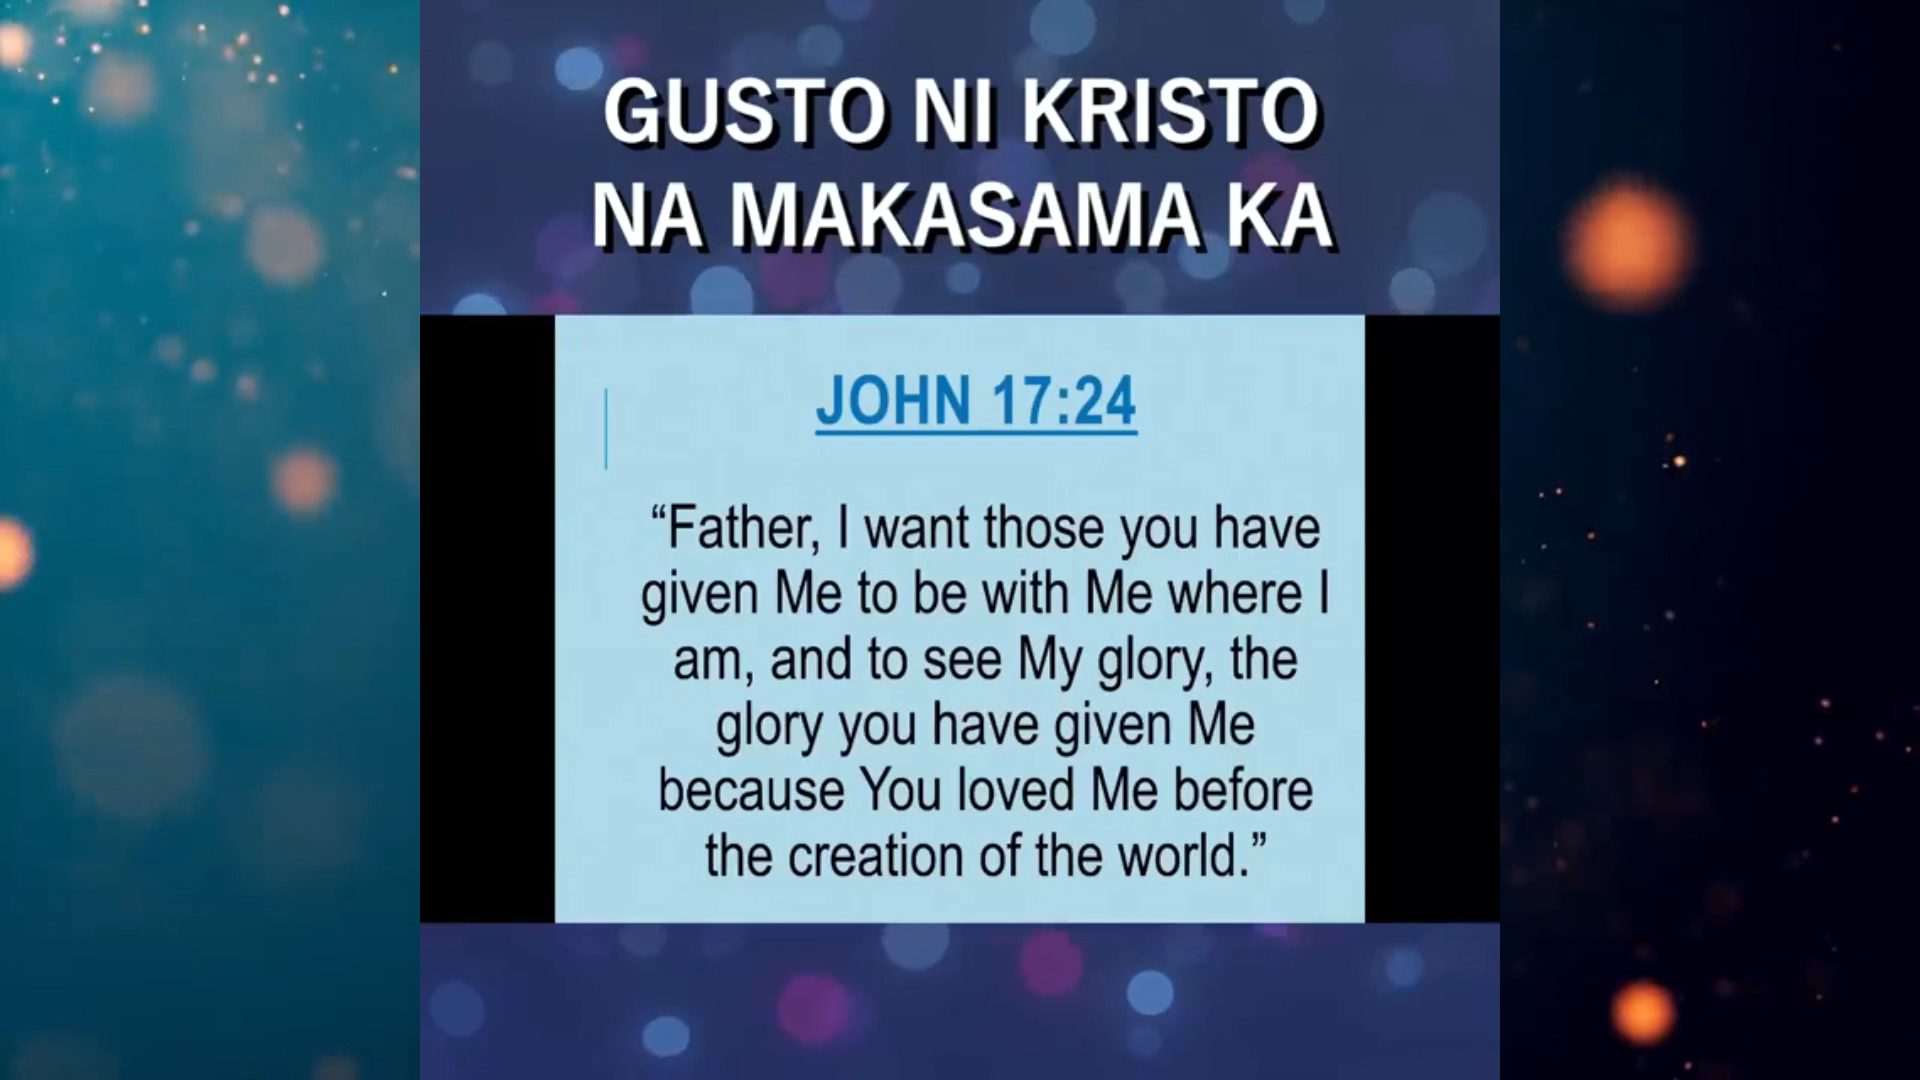 GUSTO NI KRISTO
NA MAKASAMA KA
JOHN 17:24
“Father, I want those you have
given Me to be with Me where I
am, and to see My glory, the
glory you have given Me
because You loved Me before
the creation of the world.”